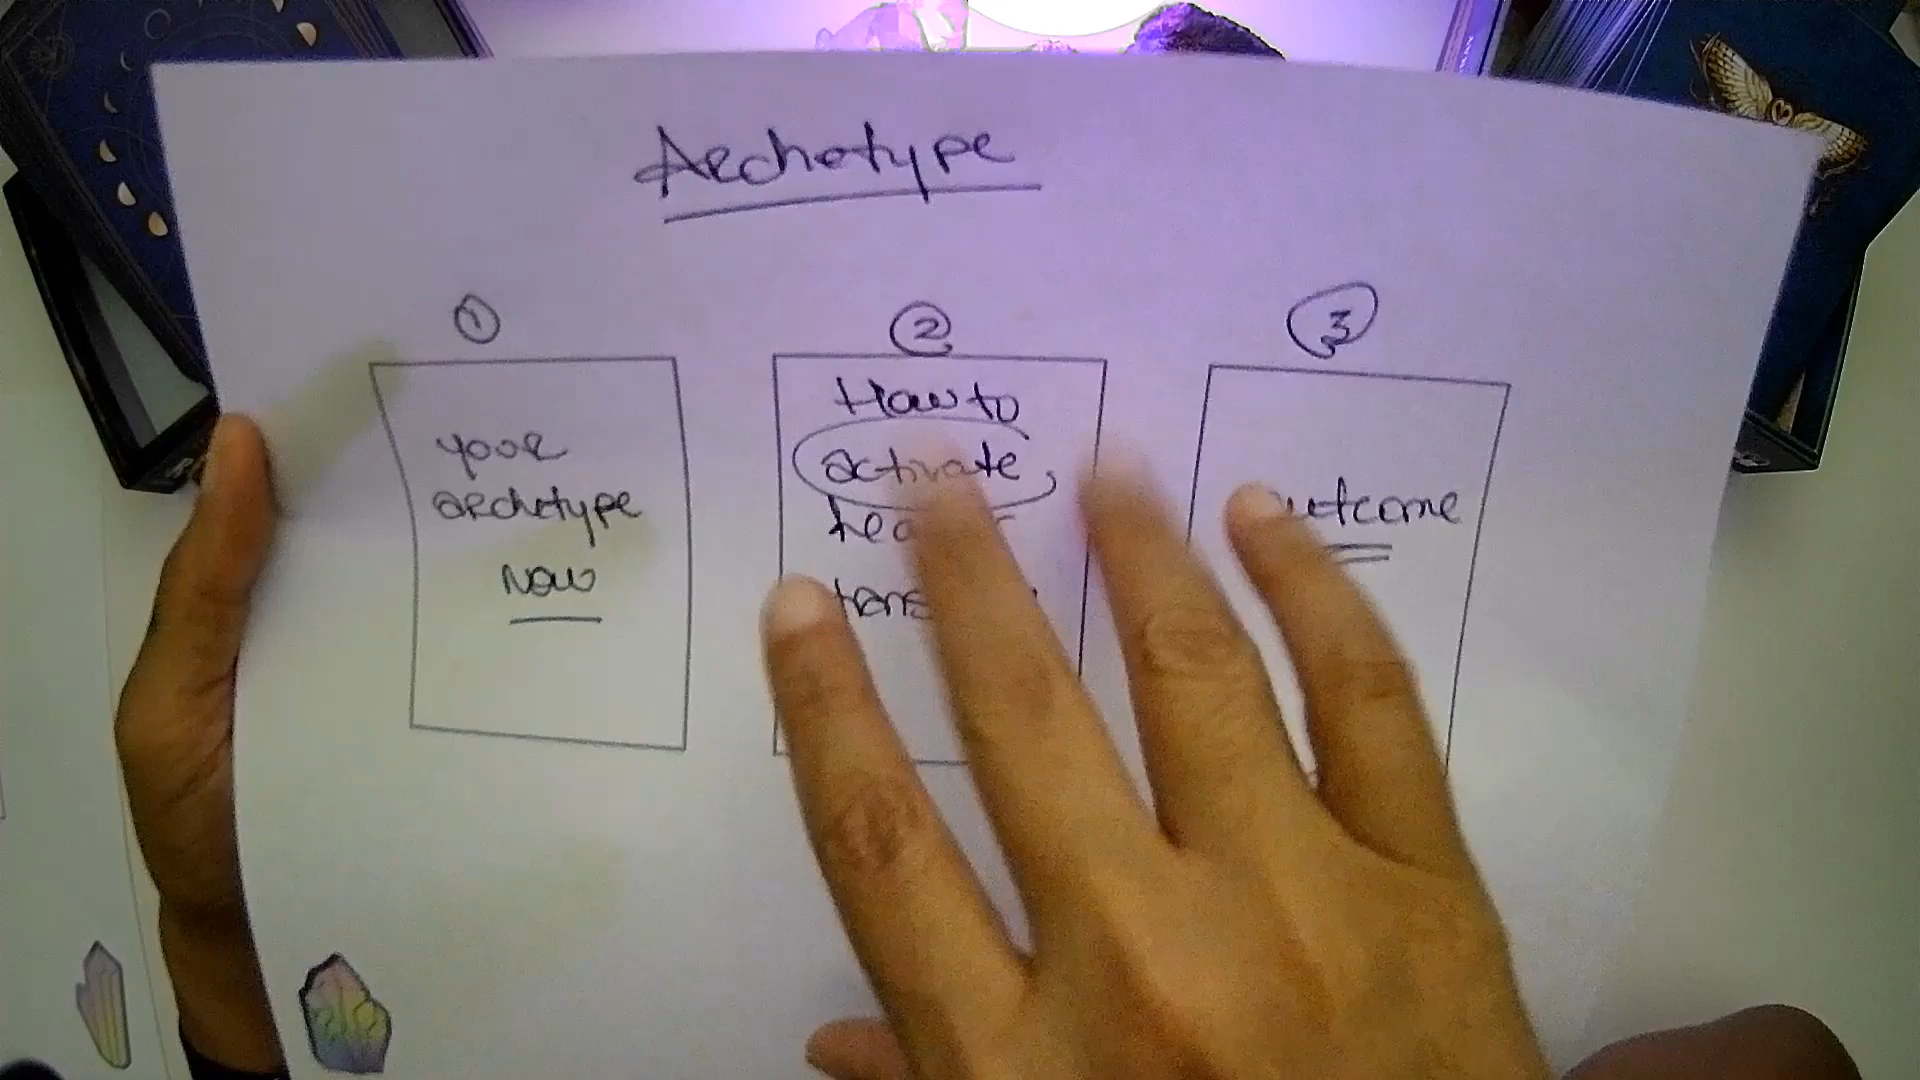 Archetype
1
2
3
your
archetype
Now
How to
activate
outcome